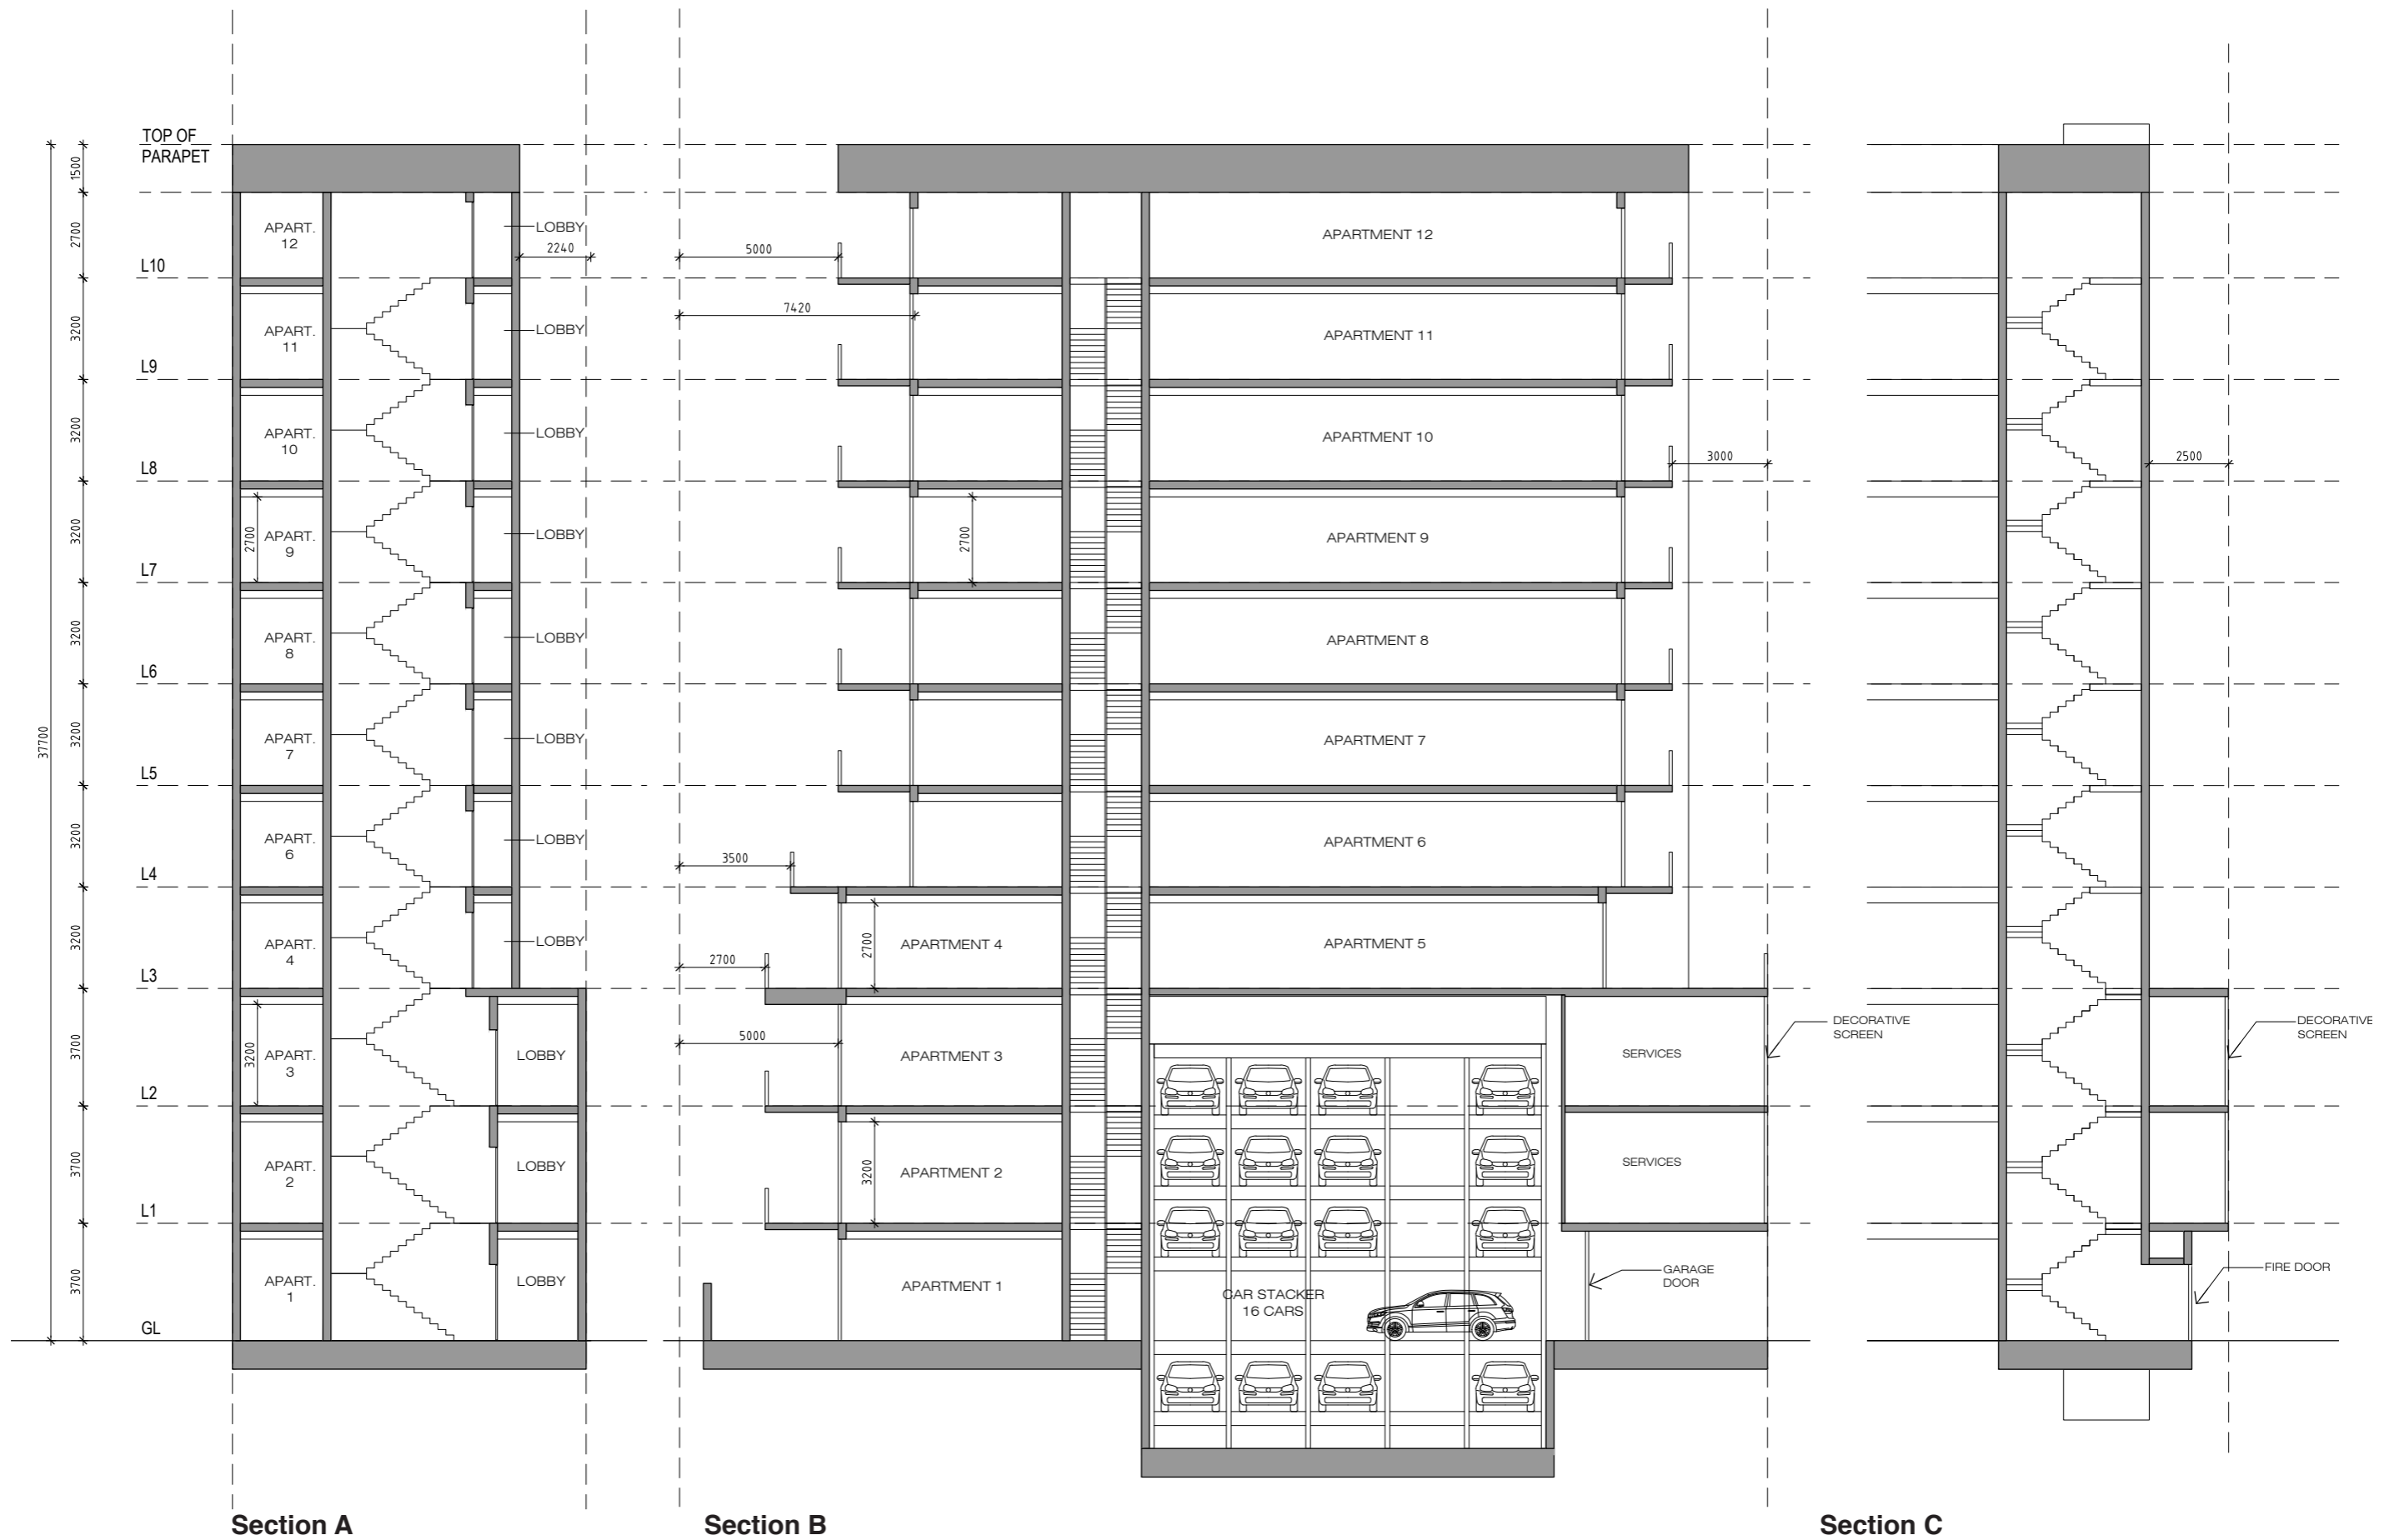 TOP OF
PARAPET
1500
2700
L10
3200
L9
3200
L8
3200
L7
3200
L6
3200
L5
3200
L4
3200
L3
3700
L2
3700
L1
3700
GL
37700
APART.
12
LOBBY
2240
APART.
11
LOBBY
APART.
10
LOBBY
2700
APART.
9
LOBBY
APART.
8
LOBBY
APART.
7
LOBBY
APART.
6
LOBBY
APART.
4
LOBBY
3200
APART.
3
LOBBY
APART.
2
LOBBY
APART.
1
LOBBY
Section A
5000
APARTMENT 12
7420
APARTMENT 11
APARTMENT 10
3000
2700
APARTMENT 9
APARTMENT 8
APARTMENT 7
3500
APARTMENT 6
2700
2700
APARTMENT 4
APARTMENT 5
5000
APARTMENT 3
SERVICES
DECORATIVE
SCREEN
3200
APARTMENT 2
SERVICES
APARTMENT 1
CAR STACKER
16 CARS
GARAGE
DOOR
Section B
2500
DECORATIVE
SCREEN
FIRE DOOR
Section C